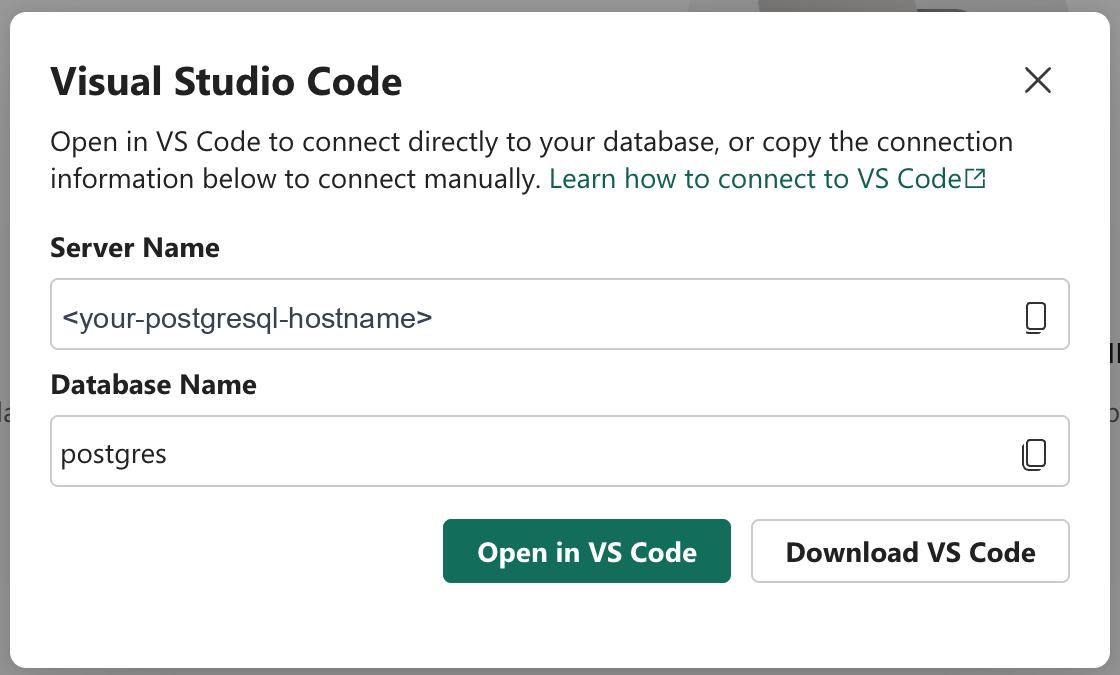 Visual Studio Code
Open in VS Code to connect directly to your database, or copy the connection
information below to connect manually. Learn how to connect to VS Code
Server Name
<your-postgresql-hostname>
Database Name
postgres
Open in VS Code
Download VS Code